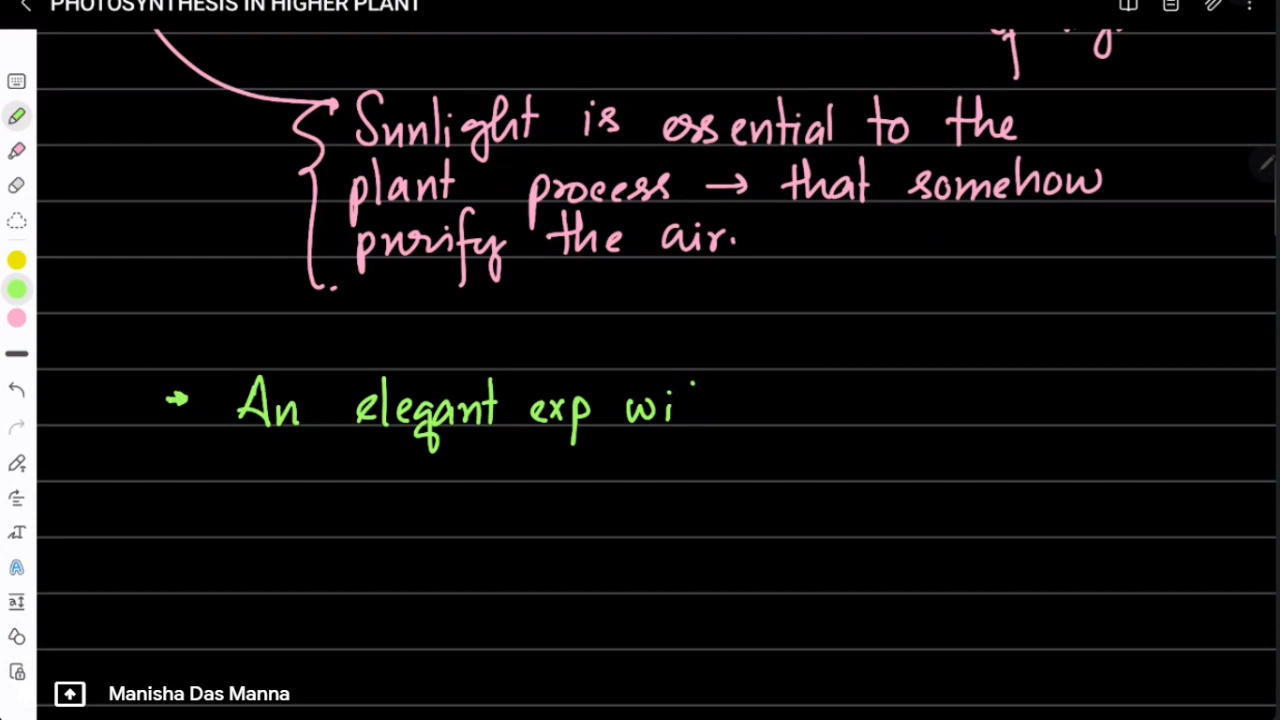 PHOTOSYNTHESIS IN HIGHER PLANT
Sunlight is essential to the
plant process → that somehow
purify the air.
→ An elegant exp wi
Manisha Das Manna